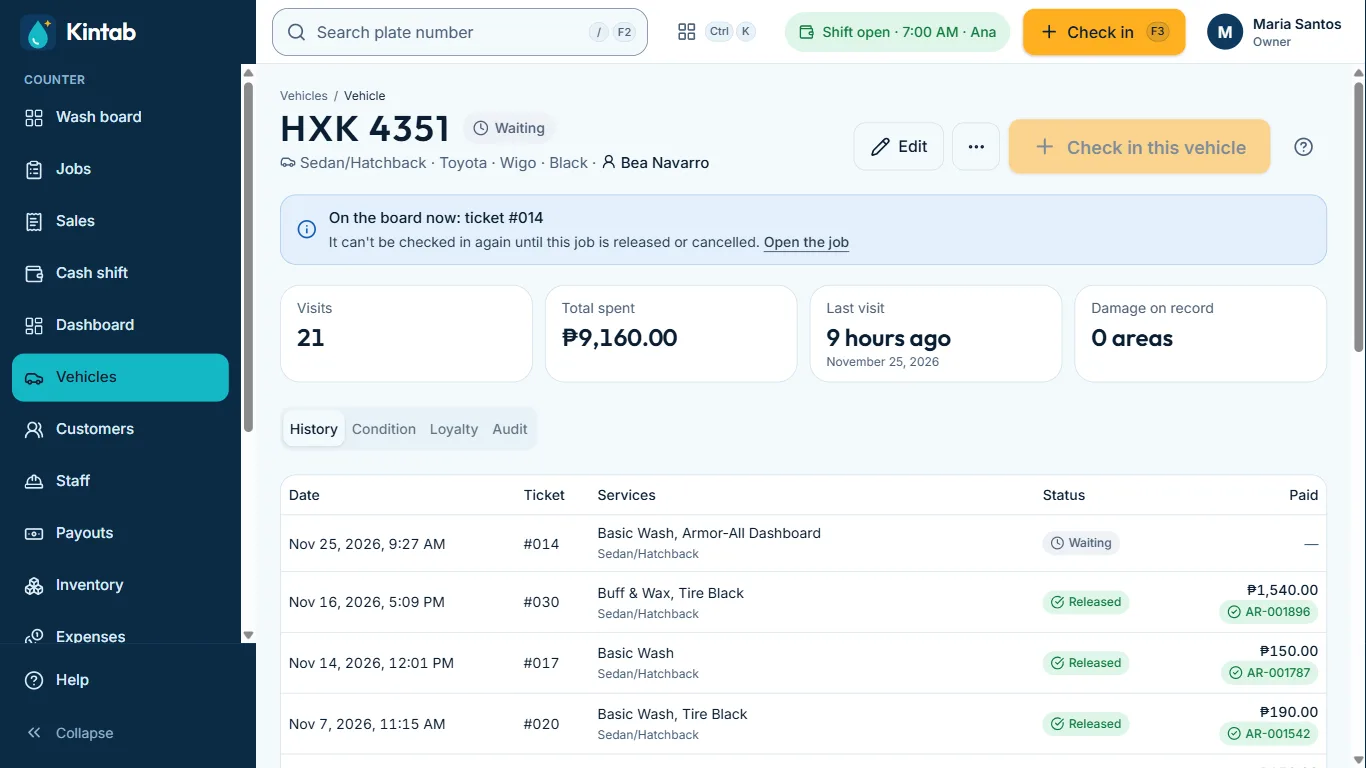 Kintab
Search plate number / F2
Ctrl K
Shift open · 7:00 AM · Ana
Check in F3
M
Maria Santos
Owner
COUNTER
Wash board
Jobs
Sales
Cash shift
Dashboard
Vehicles
Customers
Staff
Payouts
Inventory
Expenses
Help
Collapse
Vehicles / Vehicle
HXK 4351 Waiting
Sedan/Hatchback · Toyota · Wigo · Black · Bea Navarro
Edit
Check in this vehicle
On the board now: ticket #014
It can't be checked in again until this job is released or cancelled. Open the job
Visits
21
Total spent
₱9,160.00
Last visit
9 hours ago
November 25, 2026
Damage on record
0 areas
History Condition Loyalty Audit
Date Ticket Services Status Paid
Nov 25, 2026, 9:27 AM #014 Basic Wash, Armor-All Dashboard Waiting —
Sedan/Hatchback
Nov 16, 2026, 5:09 PM #030 Buff & Wax, Tire Black Released ₱1,540.00
Sedan/Hatchback AR-001896
Nov 14, 2026, 12:01 PM #017 Basic Wash Released ₱150.00
Sedan/Hatchback AR-001787
Nov 7, 2026, 11:15 AM #020 Basic Wash, Tire Black Released ₱190.00
Sedan/Hatchback AR-001542